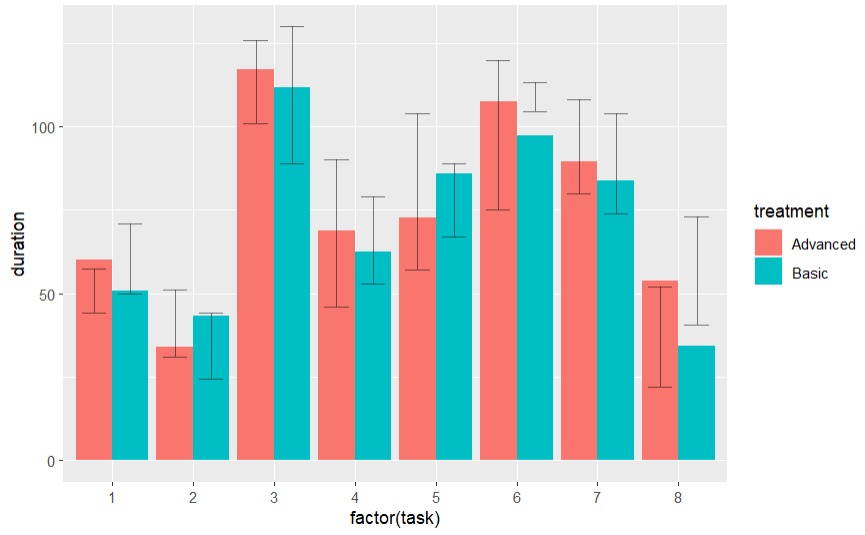 duration
100
50
0
1 2 3 4 5 6 7 8
factor(task)
treatment
Advanced
Basic